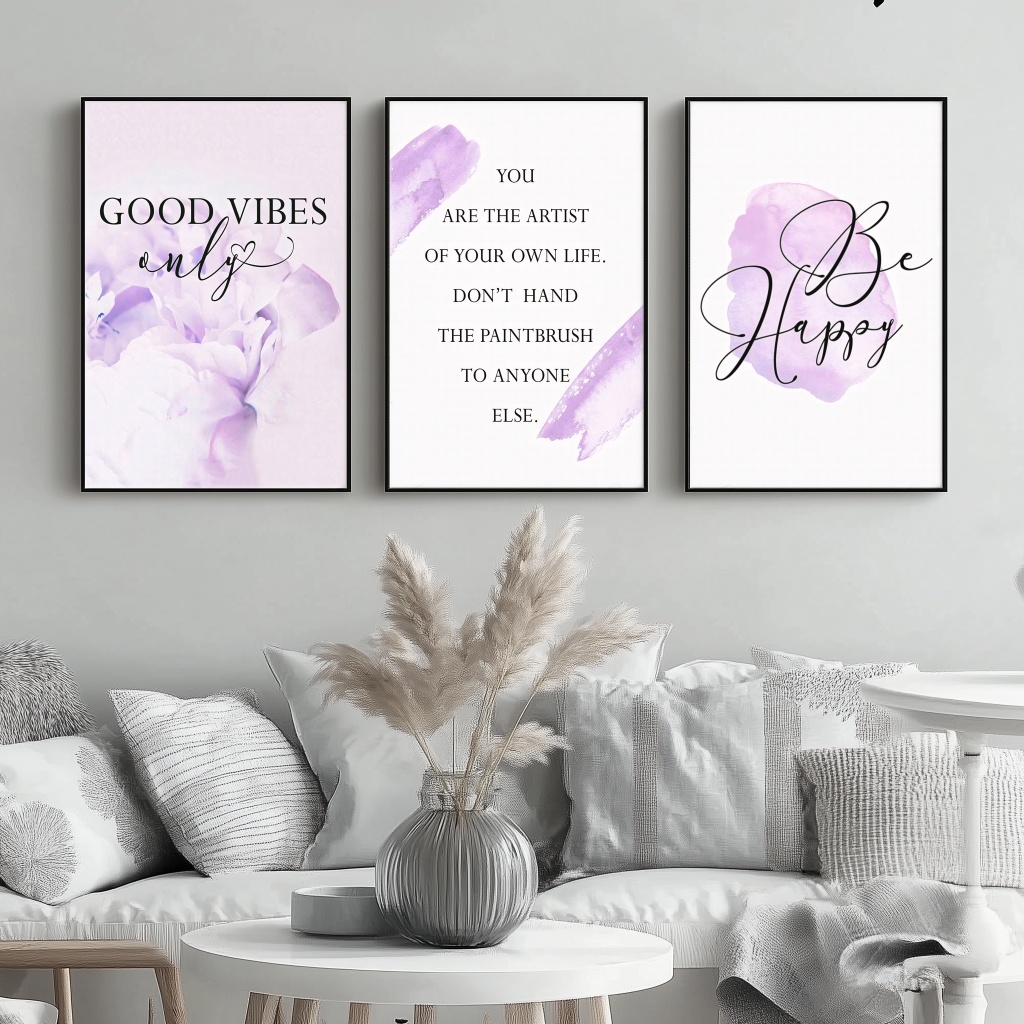 GOOD VIBES
only
YOU
ARE THE ARTIST
OF YOUR OWN LIFE.
DON'T HAND
THE PAINTBRUSH
TO ANYONE
ELSE.
Be
Happy